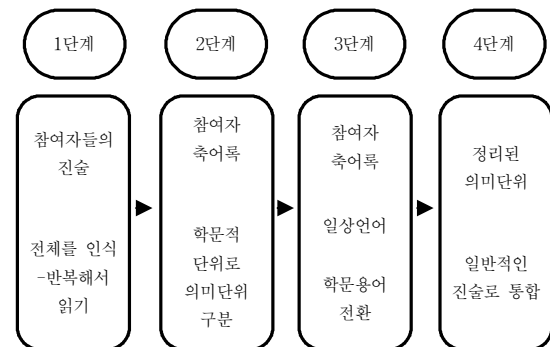 1단계
2단계
3단계
4단계
참여자들의
진술
전체를 인식
-반복해서
읽기
참여자
축어록
학문적
단위로
의미단위
구분
참여자
축어록
일상언어
학문용어
전환
정리된
의미단위
일반적인
진술로 통합